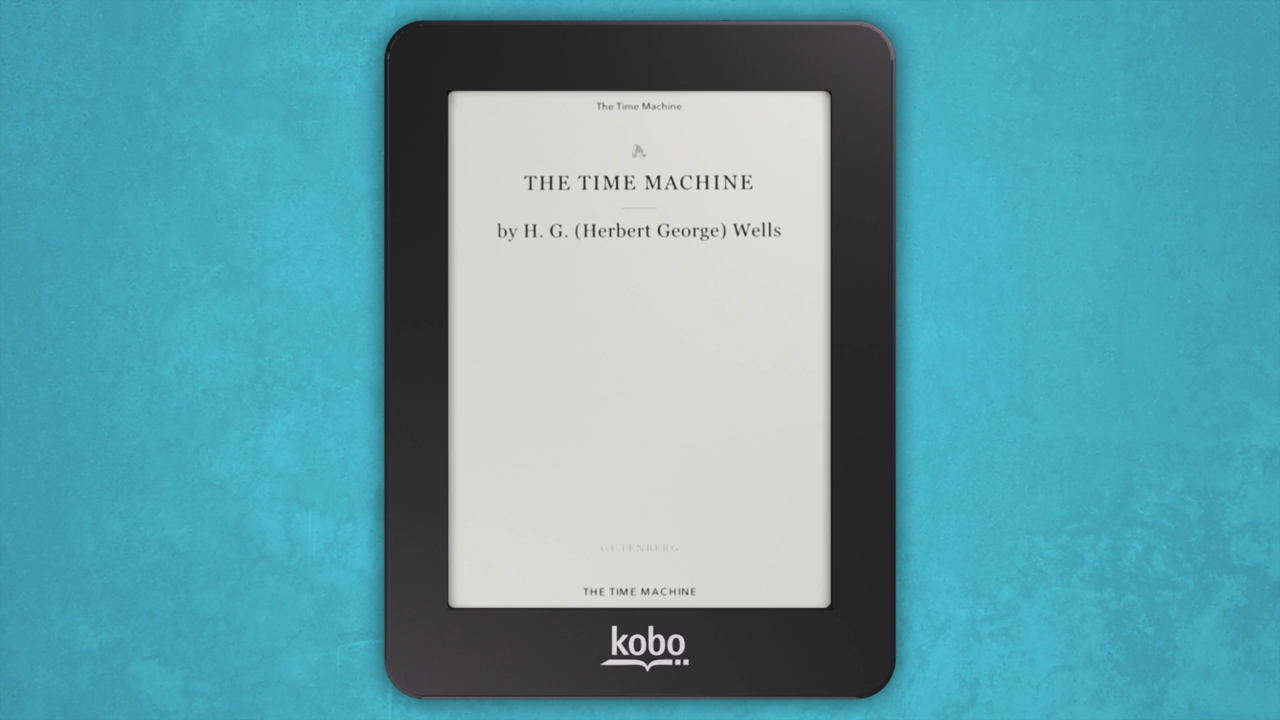 The Time Machine
THE TIME MACHINE
by H. G. (Herbert George) Wells
GUTENBERG
THE TIME MACHINE
kobo